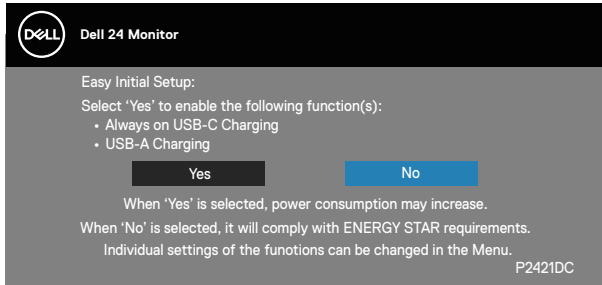 DELL
Dell 24 Monitor
Easy Initial Setup:
Select ‘Yes’ to enable the following function(s):
• Always on USB-C Charging
• USB-A Charging
Yes
No
When ‘Yes’ is selected, power consumption may increase.
When ‘No’ is selected, it will comply with ENERGY STAR requirements.
Individual settings of the funotions can be changed in the Menu.
P2421DC